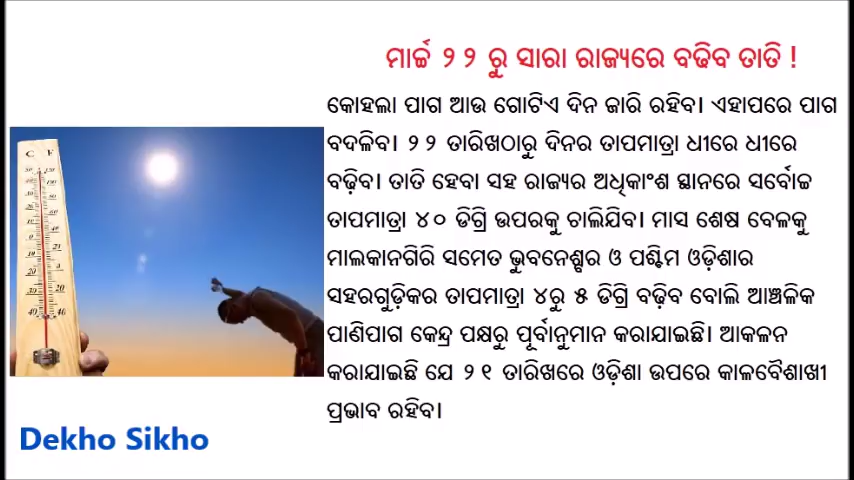 ମାର୍ଚ୍ଚ ୨୨ ରୁ ସାରା ରାଜ୍ୟରେ ବଢିବ ତାତି !
କୋହଲା ପାଗ ଆଉ ଗୋଟିଏ ଦିନ ଜାରି ରହିବ। ଏହାପରେ ପାଗ
ବଦଳିବ। ୨୨ ତାରିଖଠାରୁ ଦିନର ତାପମାତ୍ରା ଧୀରେ ଧୀରେ
ବଢ଼ିବ। ତାତି ହେବା ସହ ରାଜ୍ୟର ଅଧିକାଂଶ ସ୍ଥାନରେ ସର୍ବୋଚ୍ଚ
ତାପମାତ୍ରା ୪୦ ଡିଗ୍ରି ଉପରକୁ ଚାଲିଯିବ। ମାସ ଶେଷ ବେଳକୁ
ମାଲକାନଗିରି ସମେତ ଭୁବନେଶ୍ବର ଓ ପଶ୍ଚିମ ଓଡ଼ିଶାର
ସହରଗୁଡ଼ିକର ତାପମାତ୍ରା ୪ରୁ ୫ ଡିଗ୍ରି ବଢ଼ିବ ବୋଲି ଆଞ୍ଚଳିକ
ପାଣିପାଗ କେନ୍ଦ୍ର ପକ୍ଷରୁ ପୂର୍ବାନୁମାନ କରାଯାଇଛି। ଆକଳନ
କରାଯାଇଛି ଯେ ୨୧ ତାରିଖରେ ଓଡ଼ିଶା ଉପରେ କାଳବୈଶାଖୀ
ପ୍ରଭାବ ରହିବ।
Dekho Sikho